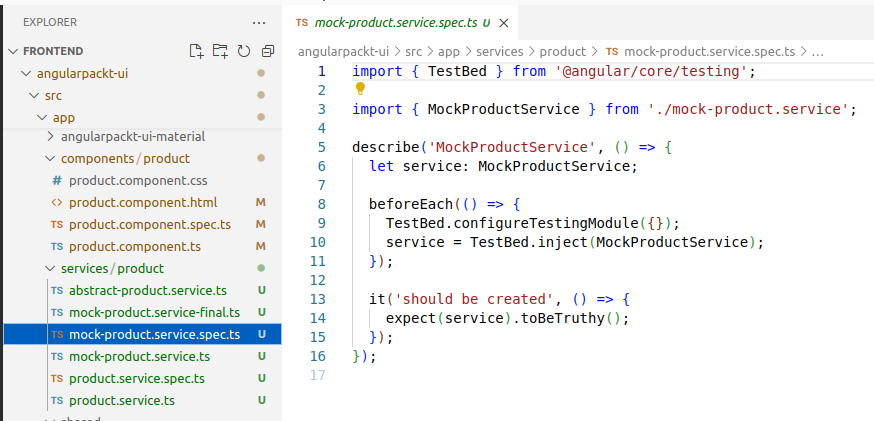 EXPLORER ...
FRONTEND
angularpackt-ui
src
app
angularpackt-ui-material
components/product
# product.component.css
<> product.component.html M
TS product.component.spec.ts M
TS product.component.ts M
services/product
TS abstract-product.service.ts U
TS mock-product.service-final.ts U
TS mock-product.service.spec.ts U
TS mock-product.service.ts U
TS product.service.spec.ts U
TS product.service.ts U
TS mock-product.service.spec.ts U ×
angularpackt-ui > src > app > services > product > TS mock-product.service.spec.ts > ...
1 import { TestBed } from '@angular/core/testing';
2
3 import { MockProductService } from './mock-product.service';
4
5 describe('MockProductService', () => {
6 let service: MockProductService;
7
8 beforeEach(() => {
9 TestBed.configureTestingModule({});
10 service = TestBed.inject(MockProductService);
11 });
12
13 it('should be created', () => {
14 expect(service).toBeTruthy();
15 });
16 });
17